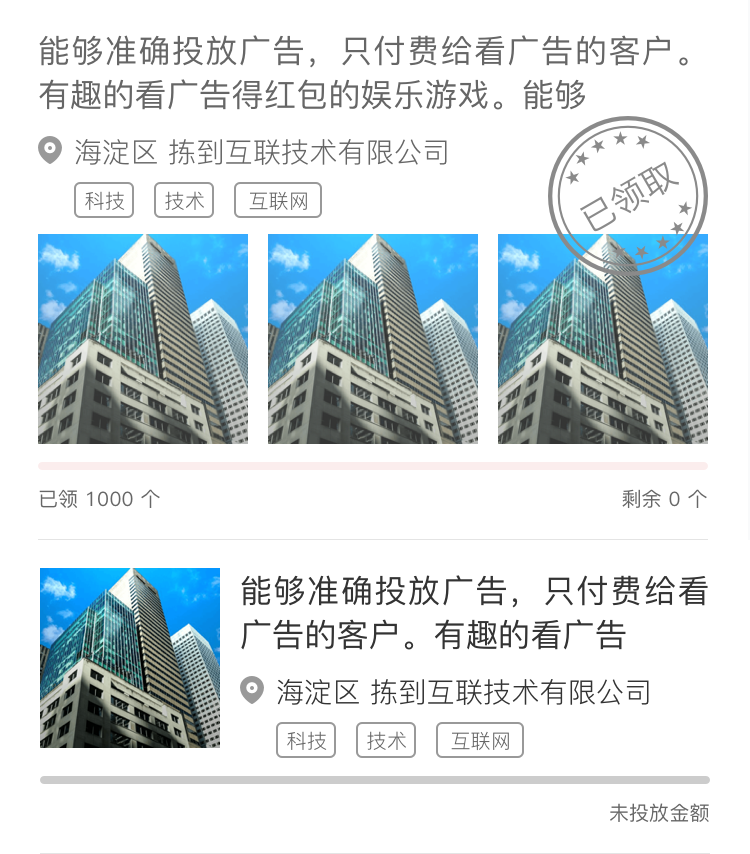 能够准确投放广告，只付费给看广告的客户。
有趣的看广告得红包的娱乐游戏。能够
海淀区 拣到互联技术有限公司
已领取
科技 技术 互联网
已领 1000 个 剩余 0 个
能够准确投放广告，只付费给看
广告的客户。有趣的看广告
海淀区 拣到互联技术有限公司
科技 技术 互联网
未投放金额